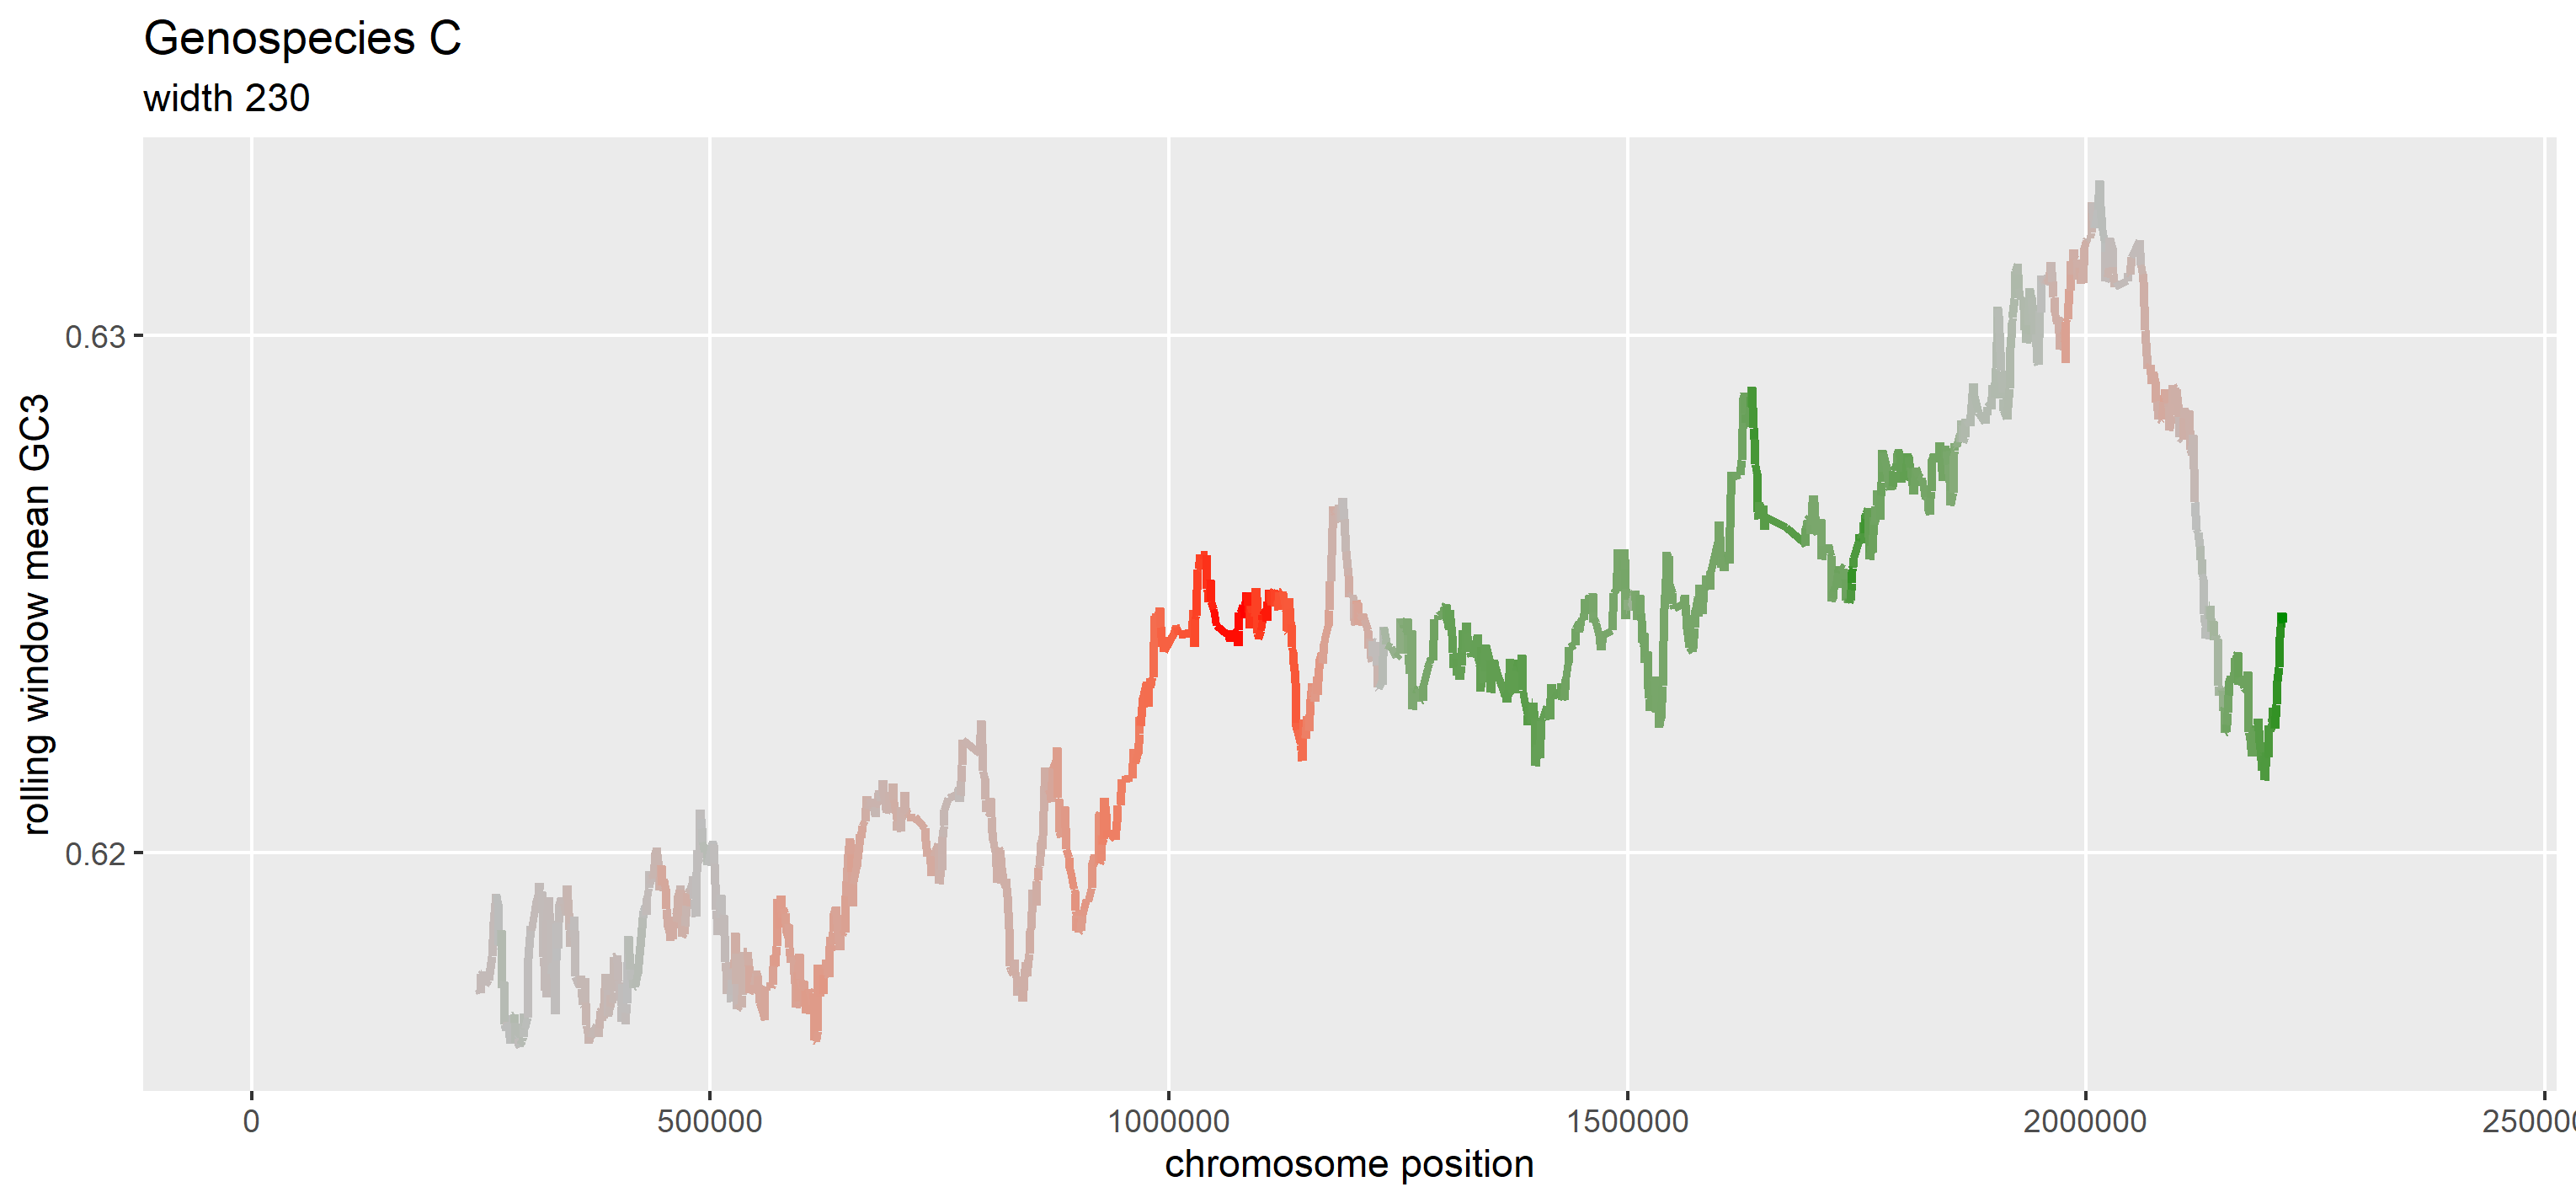 Genospecies C
width 230
rolling window mean GC3
0.63
0.62
0
500000
1000000
1500000
2000000
chromosome position